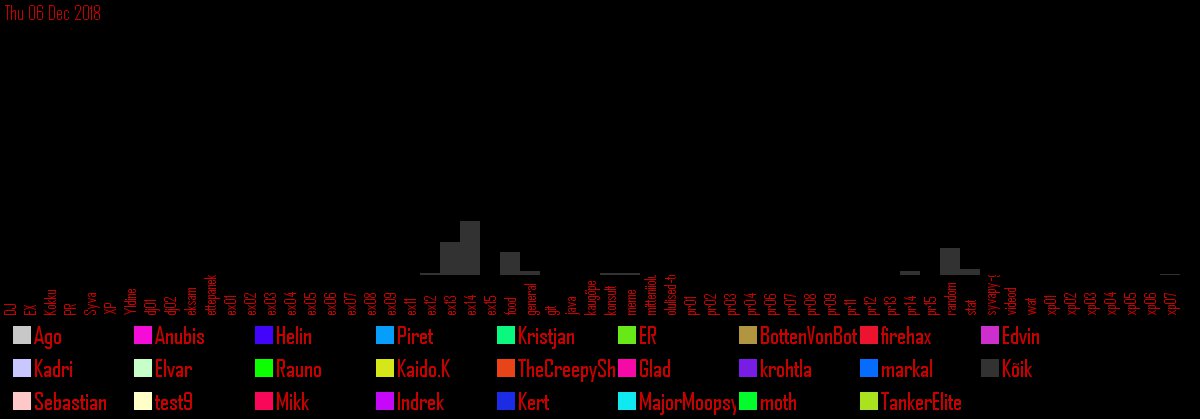 Thu 06 Dec 2018
DJ EX Kokku PR Syva XP Yldine dj01 dj02 eksam ettepanek ex01 ex02 ex03 ex04 ex05 ex06 ex07 ex08 ex09 ex11 ex12 ex13 ex14 ex15 food general git java kaugõpe konsult meme mitteriiol olulised-h pr01 pr02 pr03 pr04 pr06 pr07 pr08 pr09 pr11 pr12 pr13 pr14 pr15 random stat syvapy-g videod wat xp01 xp02 xp03 xp04 xp05 xp06 xp07
Ago Anubis Helin Piret Kristjan ER BottenVonBot firehax Edvin
Kadri Elvar Rauno Kaido.K TheCreepySh Glad krohtla markal Kõik
Sebastian test9 Mikk Indrek Kert MajorMoopsy moth TankerElite